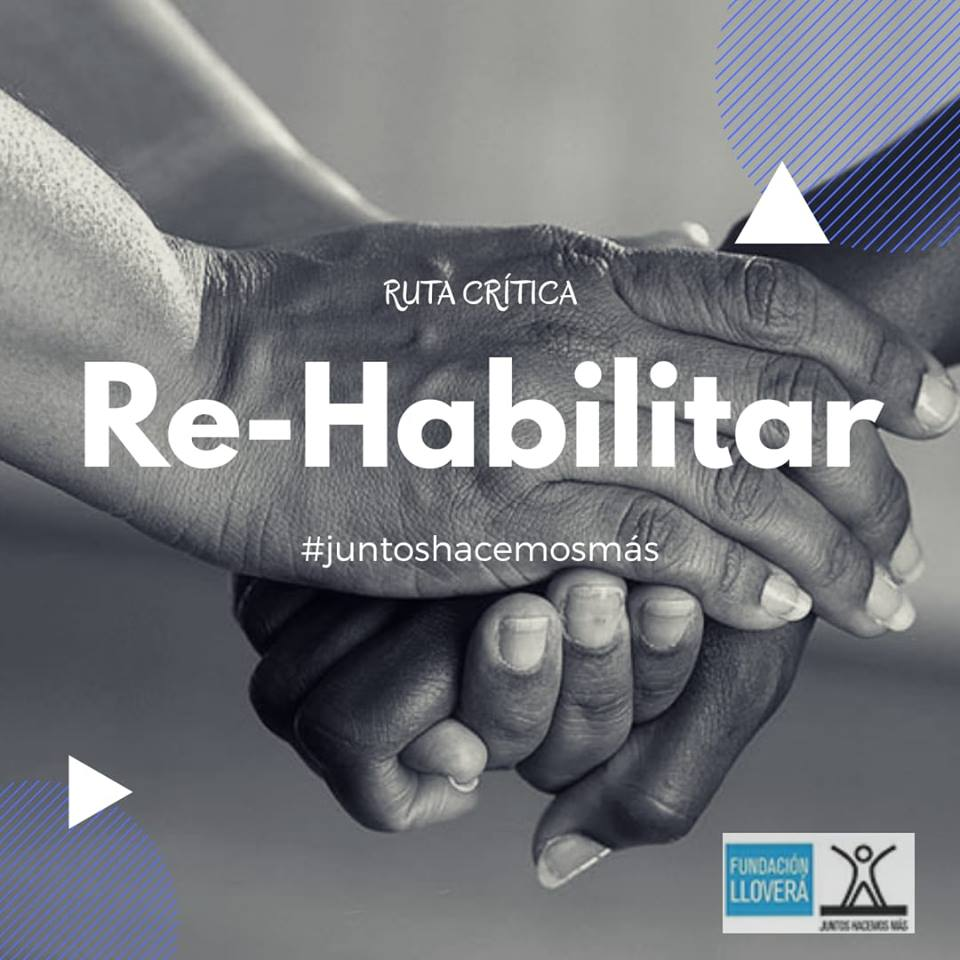 RUTA CRÍTICA
Re-Habilitar
#juntoshacemosmás
FUNDACIÓN
LLOVERÁ
JUNTOS HACEMOS MÁS